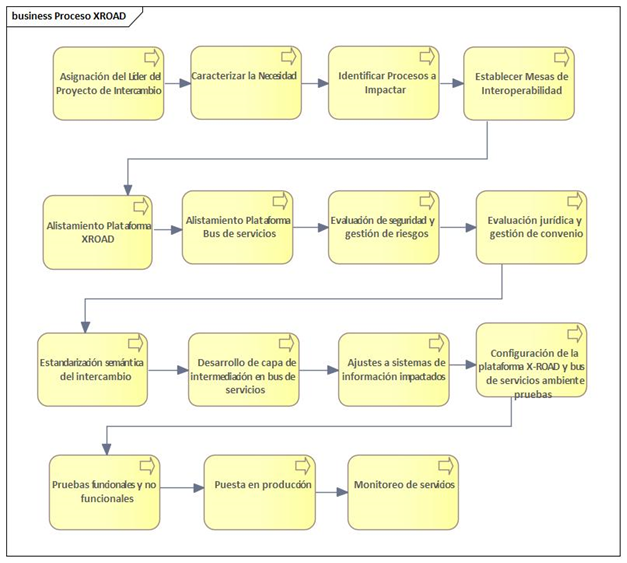 business Proceso XROAD
Asignación del Líder del
Proyecto de Intercambio
Caracterizar la Necesidad
Identificar Procesos a
Impactar
Establecer Mesas de
Interoperabilidad
Alistamiento Plataforma
XROAD
Alistamiento Plataforma
Bus de servicios
Evaluación de seguridad y
gestión de riesgos
Evaluación jurídica y
gestión de convenio
Estandarización semántica
del intercambio
Desarrollo de capa de
intermediación en bus de
servicios
Ajustes a sistemas de
información impactados
Configuración de la
plataforma X-ROAD y bus
de servicios ambiente
pruebas
Pruebas funcionales y no
funcionales
Puesta en producción
Monitoreo de servicios